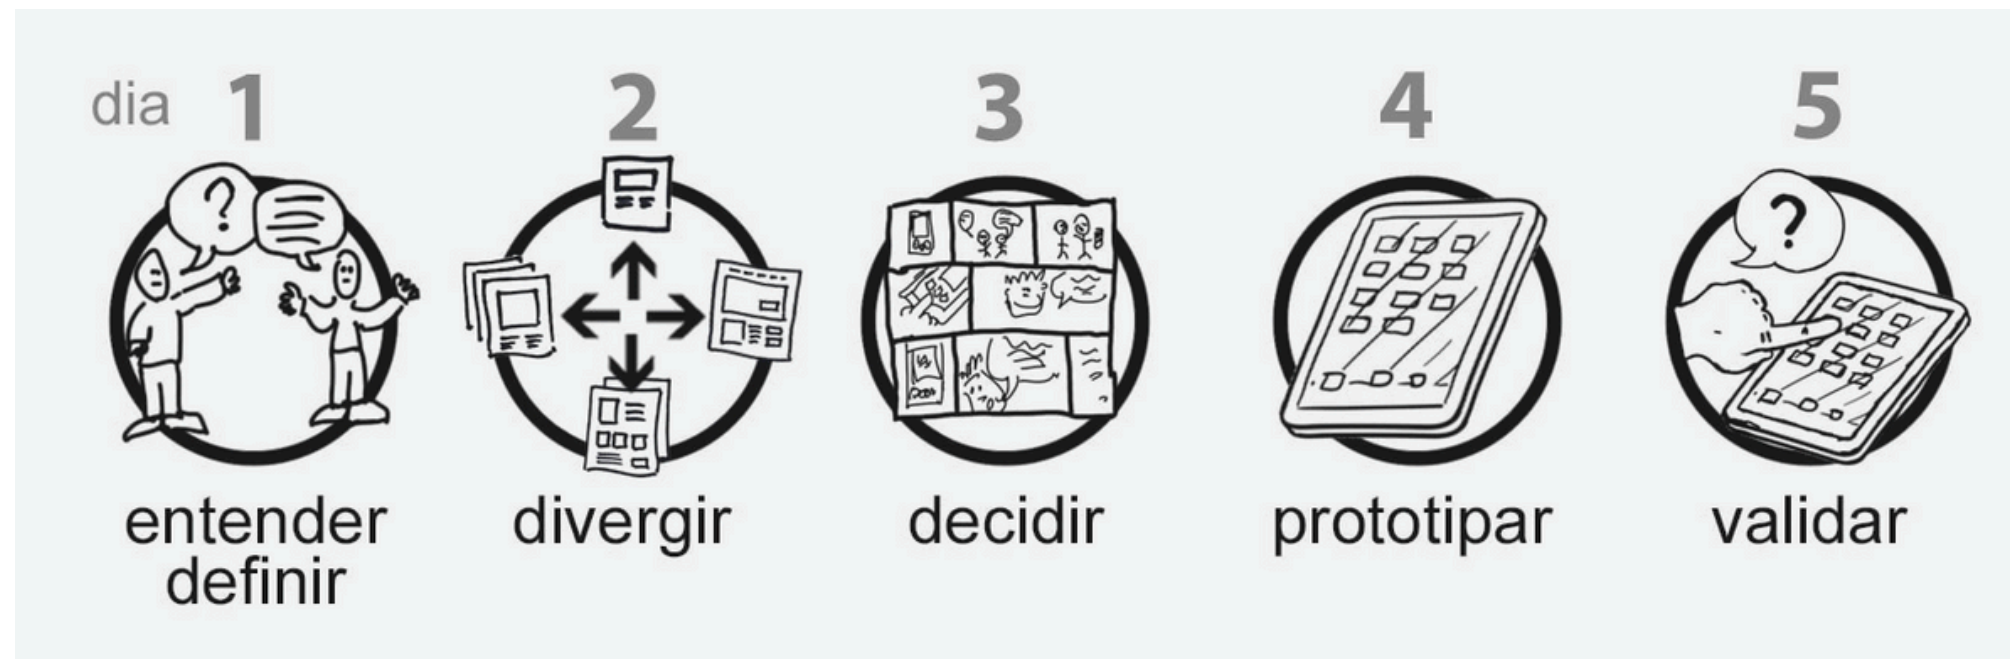 dia 1 2 3 4 5
?
?
entender divergir decidir prototipar validar
definir